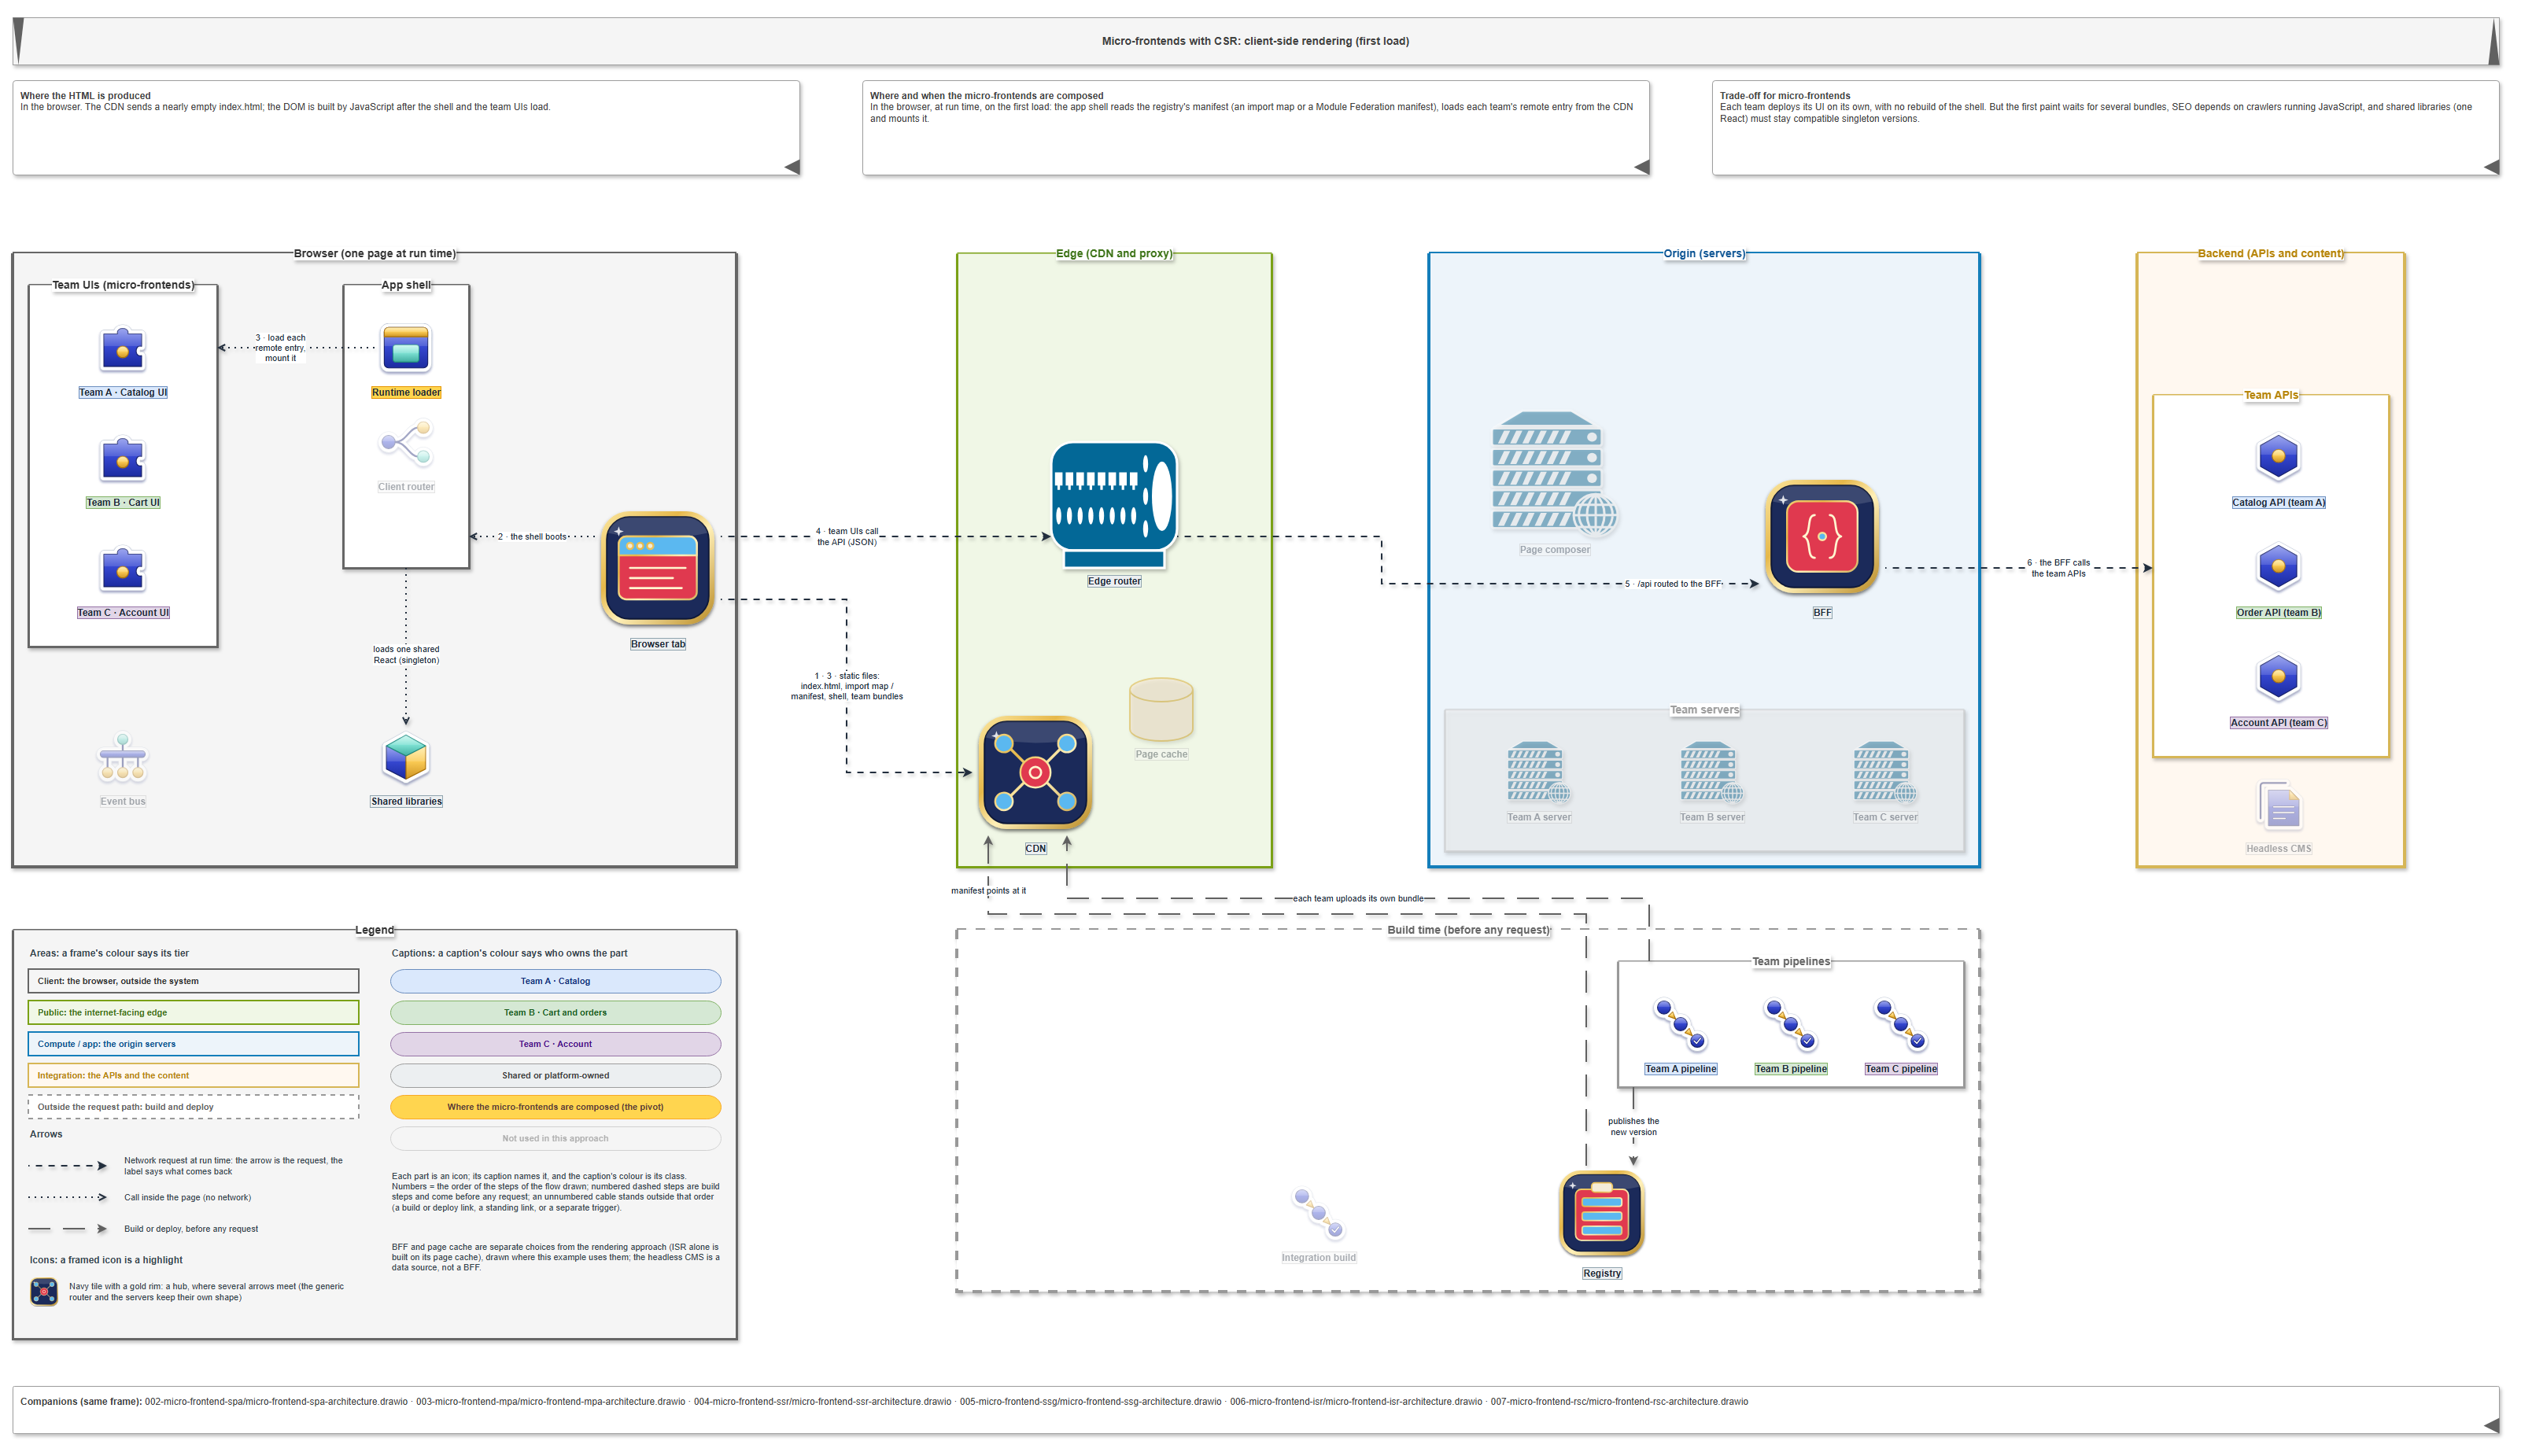 Micro-frontends with CSR: client-side rendering (first load)
Where the HTML is produced
In the browser. The CDN sends a nearly empty index.html; the DOM is built by JavaScript after the shell and the team UIs load.
Where and when the micro-frontends are composed
In the browser, at run time, on the first load: the app shell reads the registry's manifest (an import map or a Module Federation manifest), loads each team's remote entry from the CDN
and mounts it.
Trade-off for micro-frontends
Each team deploys its UI on its own, with no rebuild of the shell. But the first paint waits for several bundles, SEO depends on crawlers running JavaScript, and shared libraries (one
React) must stay compatible singleton versions.
Browser (one page at run time)
Team UIs (micro-frontends)
Team A · Catalog UI
Team B · Cart UI
Team C · Account UI
3 · load each
remote entry,
mount it
App shell
Runtime loader
Client router
2 · the shell boots
Browser tab
loads one shared
React (singleton)
Event bus
Shared libraries
4 · team UIs call
the API (JSON)
1 · 3 · static files:
index.html, import map /
manifest, shell, team bundles
Edge (CDN and proxy)
Edge router
Page cache
CDN
Origin (servers)
Page composer
5 · /api routed to the BFF
BFF
Team servers
Team A server
Team B server
Team C server
6 · the BFF calls
the team APIs
Backend (APIs and content)
Team APIs
Catalog API (team A)
Order API (team B)
Account API (team C)
Headless CMS
manifest points at it
each team uploads its own bundle
Build time (before any request)
Team pipelines
Team A pipeline
Team B pipeline
Team C pipeline
publishes the
new version
Integration build
Registry
Legend
Areas: a frame's colour says its tier
Client: the browser, outside the system
Public: the internet-facing edge
Compute / app: the origin servers
Integration: the APIs and the content
Outside the request path: build and deploy
Arrows
Network request at run time: the arrow is the request, the
label says what comes back
Call inside the page (no network)
Build or deploy, before any request
Icons: a framed icon is a highlight
Navy tile with a gold rim: a hub, where several arrows meet (the generic
router and the servers keep their own shape)
Captions: a caption's colour says who owns the part
Team A · Catalog
Team B · Cart and orders
Team C · Account
Shared or platform-owned
Where the micro-frontends are composed (the pivot)
Not used in this approach
Each part is an icon; its caption names it, and the caption's colour is its class.
Numbers = the order of the steps of the flow drawn; numbered dashed steps are build
steps and come before any request; an unnumbered cable stands outside that order
(a build or deploy link, a standing link, or a separate trigger).
BFF and page cache are separate choices from the rendering approach (ISR alone is
built on its page cache), drawn where this example uses them; the headless CMS is a
data source, not a BFF.
Companions (same frame): 002-micro-frontend-spa/micro-frontend-spa-architecture.drawio · 003-micro-frontend-mpa/micro-frontend-mpa-architecture.drawio · 004-micro-frontend-ssr/micro-frontend-ssr-architecture.drawio · 005-micro-frontend-ssg/micro-frontend-ssg-architecture.drawio · 006-micro-frontend-isr/micro-frontend-isr-architecture.drawio · 007-micro-frontend-rsc/micro-frontend-rsc-architecture.drawio